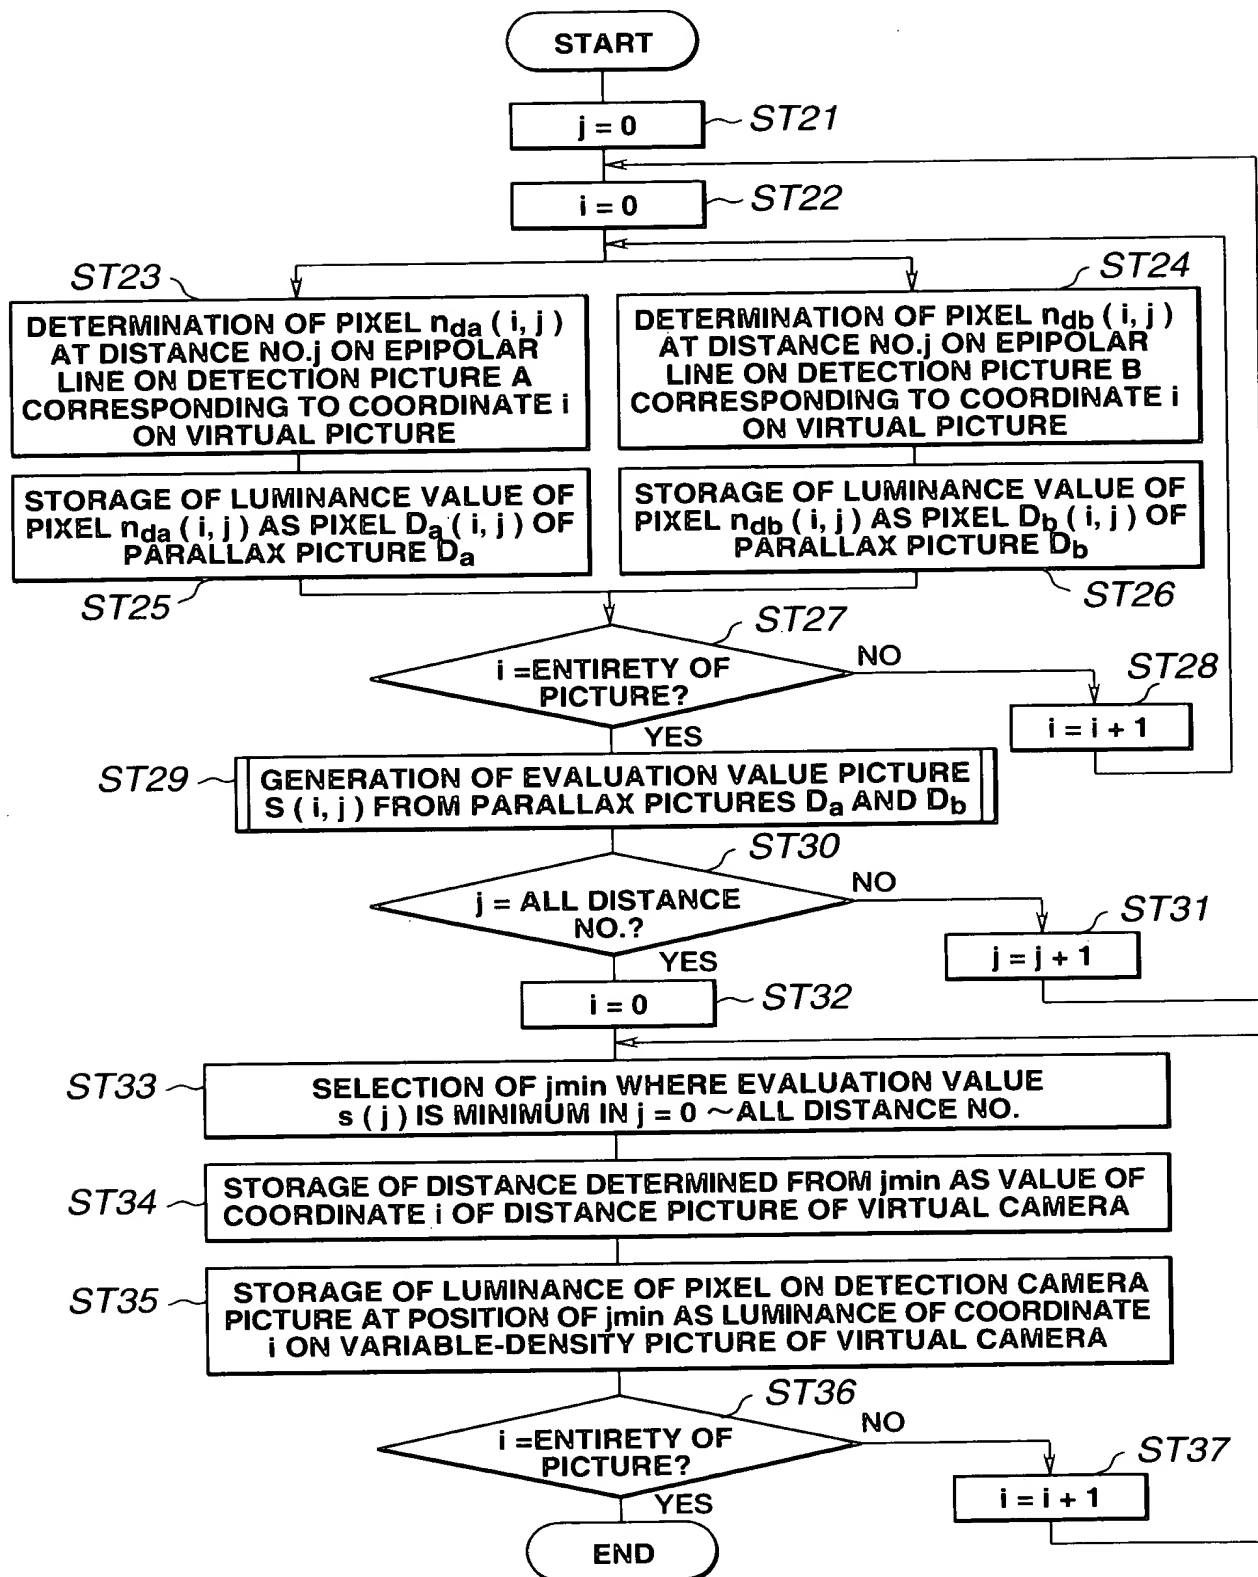 START
j = 0
ST21
i = 0
ST22
ST23
ST24
DETERMINATION OF PIXEL nda ( i, j )
AT DISTANCE NO.j ON EPIPOLAR
LINE ON DETECTION PICTURE A
CORRESPONDING TO COORDINATE i
ON VIRTUAL PICTURE
DETERMINATION OF PIXEL ndb ( i, j )
AT DISTANCE NO.j ON EPIPOLAR
LINE ON DETECTION PICTURE B
CORRESPONDING TO COORDINATE i
ON VIRTUAL PICTURE
STORAGE OF LUMINANCE VALUE OF
PIXEL nda ( i, j ) AS PIXEL Da ( i, j ) OF
PARALLAX PICTURE Da
STORAGE OF LUMINANCE VALUE OF
PIXEL ndb ( i, j ) AS PIXEL Db ( i, j ) OF
PARALLAX PICTURE Db
ST25
ST26
ST27
i =ENTIRETY OF
PICTURE?
NO
YES
ST28
i = i + 1
ST29
GENERATION OF EVALUATION VALUE PICTURE
S ( i, j ) FROM PARALLAX PICTURES Da AND Db
ST30
j = ALL DISTANCE
NO.?
NO
YES
ST31
j = j + 1
i = 0
ST32
ST33
SELECTION OF jmin WHERE EVALUATION VALUE
s ( j ) IS MINIMUM IN j = 0 ~ALL DISTANCE NO.
ST34
STORAGE OF DISTANCE DETERMINED FROM jmin AS VALUE OF
COORDINATE i OF DISTANCE PICTURE OF VIRTUAL CAMERA
ST35
STORAGE OF LUMINANCE OF PIXEL ON DETECTION CAMERA
PICTURE AT POSITION OF jmin AS LUMINANCE OF COORDINATE
i ON VARIABLE-DENSITY PICTURE OF VIRTUAL CAMERA
ST36
i =ENTIRETY OF
PICTURE?
NO
YES
ST37
i = i + 1
END